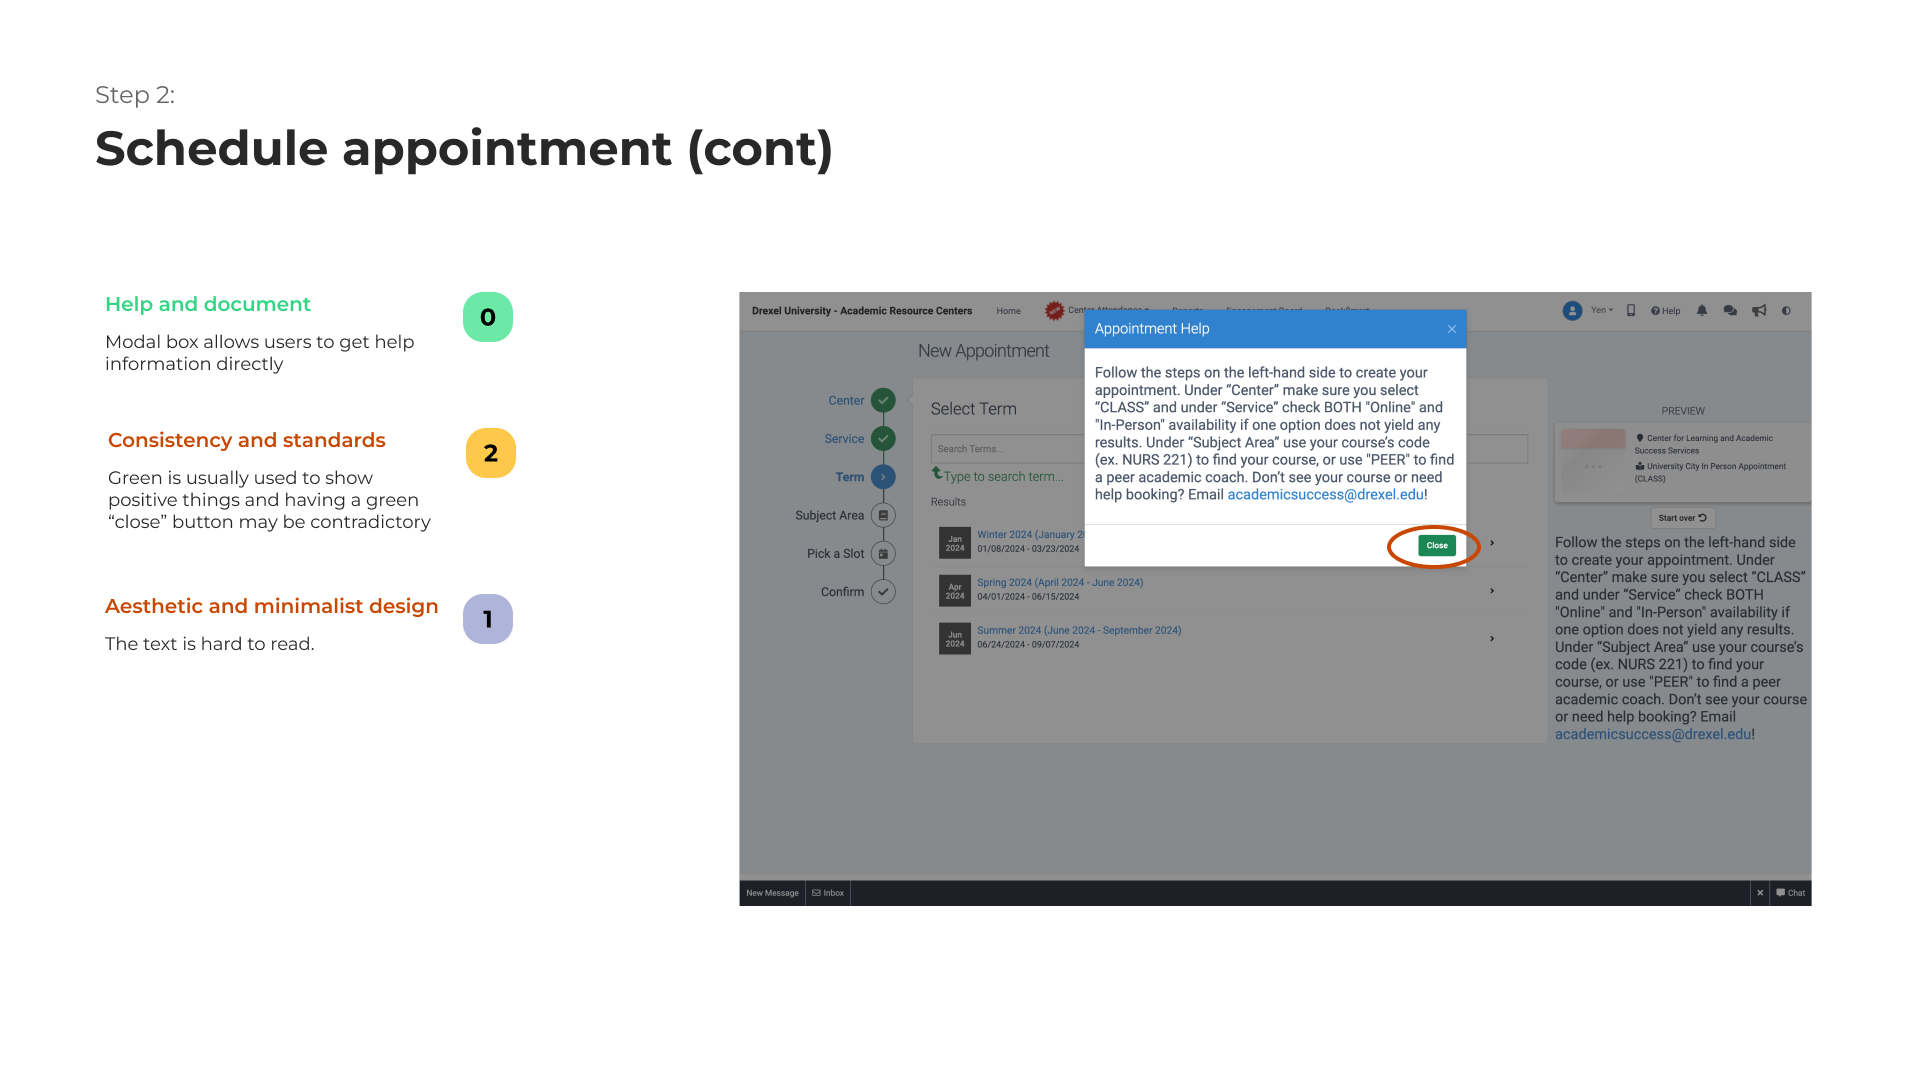 Step 2:
Schedule appointment (cont)
Help and document
0
Modal box allows users to get help
information directly
Consistency and standards
2
Green is usually used to show
positive things and having a green
“close” button may be contradictory
Aesthetic and minimalist design
1
The text is hard to read.
Drexel University - Academic Resource Centers
Home
Yen
Help
New Appointment
Center
Service
Term
Subject Area
Pick a Slot
Confirm
Select Term
Search Terms...
Type to search term...
Results
Jan
2024
Winter 2024 (January 2
01/08/2024 - 03/23/2024
Apr
2024
Spring 2024 (April 2024 - June 2024)
04/01/2024 - 06/15/2024
Jun
2024
Summer 2024 (June 2024 - September 2024)
06/24/2024 - 09/07/2024
Appointment Help
Follow the steps on the left-hand side to create your
appointment. Under “Center” make sure you select
“CLASS” and under “Service” check BOTH "Online" and
"In-Person" availability if one option does not yield any
results. Under “Subject Area” use your course’s code
(ex. NURS 221) to find your course, or use "PEER" to find
a peer academic coach. Don’t see your course or need
help booking? Email academicsuccess@drexel.edu!
Close
PREVIEW
Center for Learning and Academic
Success Services
University City In Person Appointment
(CLASS)
Start over
Follow the steps on the left-hand side
to create your appointment. Under
“Center” make sure you select “CLASS”
and under “Service” check BOTH
"Online" and "In-Person" availability if
one option does not yield any results.
Under “Subject Area” use your course’s
code (ex. NURS 221) to find your
course, or use "PEER" to find a peer
academic coach. Don’t see your course
or need help booking? Email
academicsuccess@drexel.edu!
New Message
Inbox
Chat